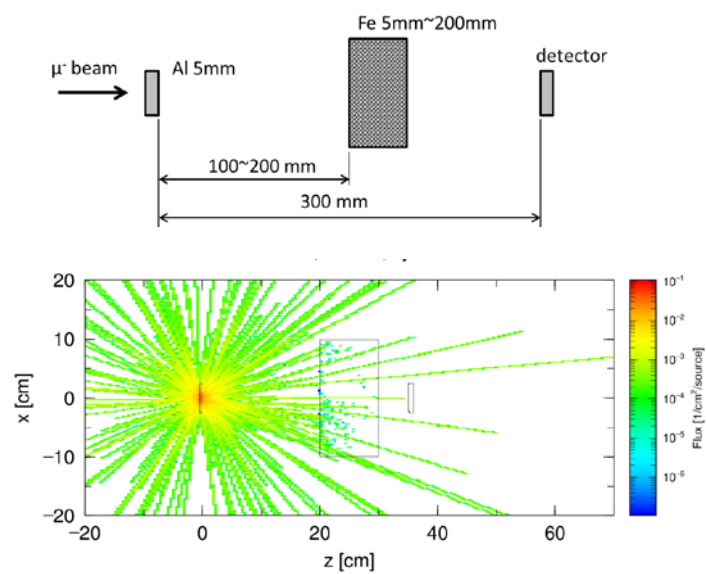 Fe 5mm~200mm
Al 5mm
detector
μ⁻ beam
100~200 mm
300 mm
20
10
0
−10
−20
x [cm]
−20
0
20
40
60
z [cm]
10⁻¹
10⁻²
10⁻³
10⁻⁴
10⁻⁵
10⁻⁶
Flux [1/cm²/source]